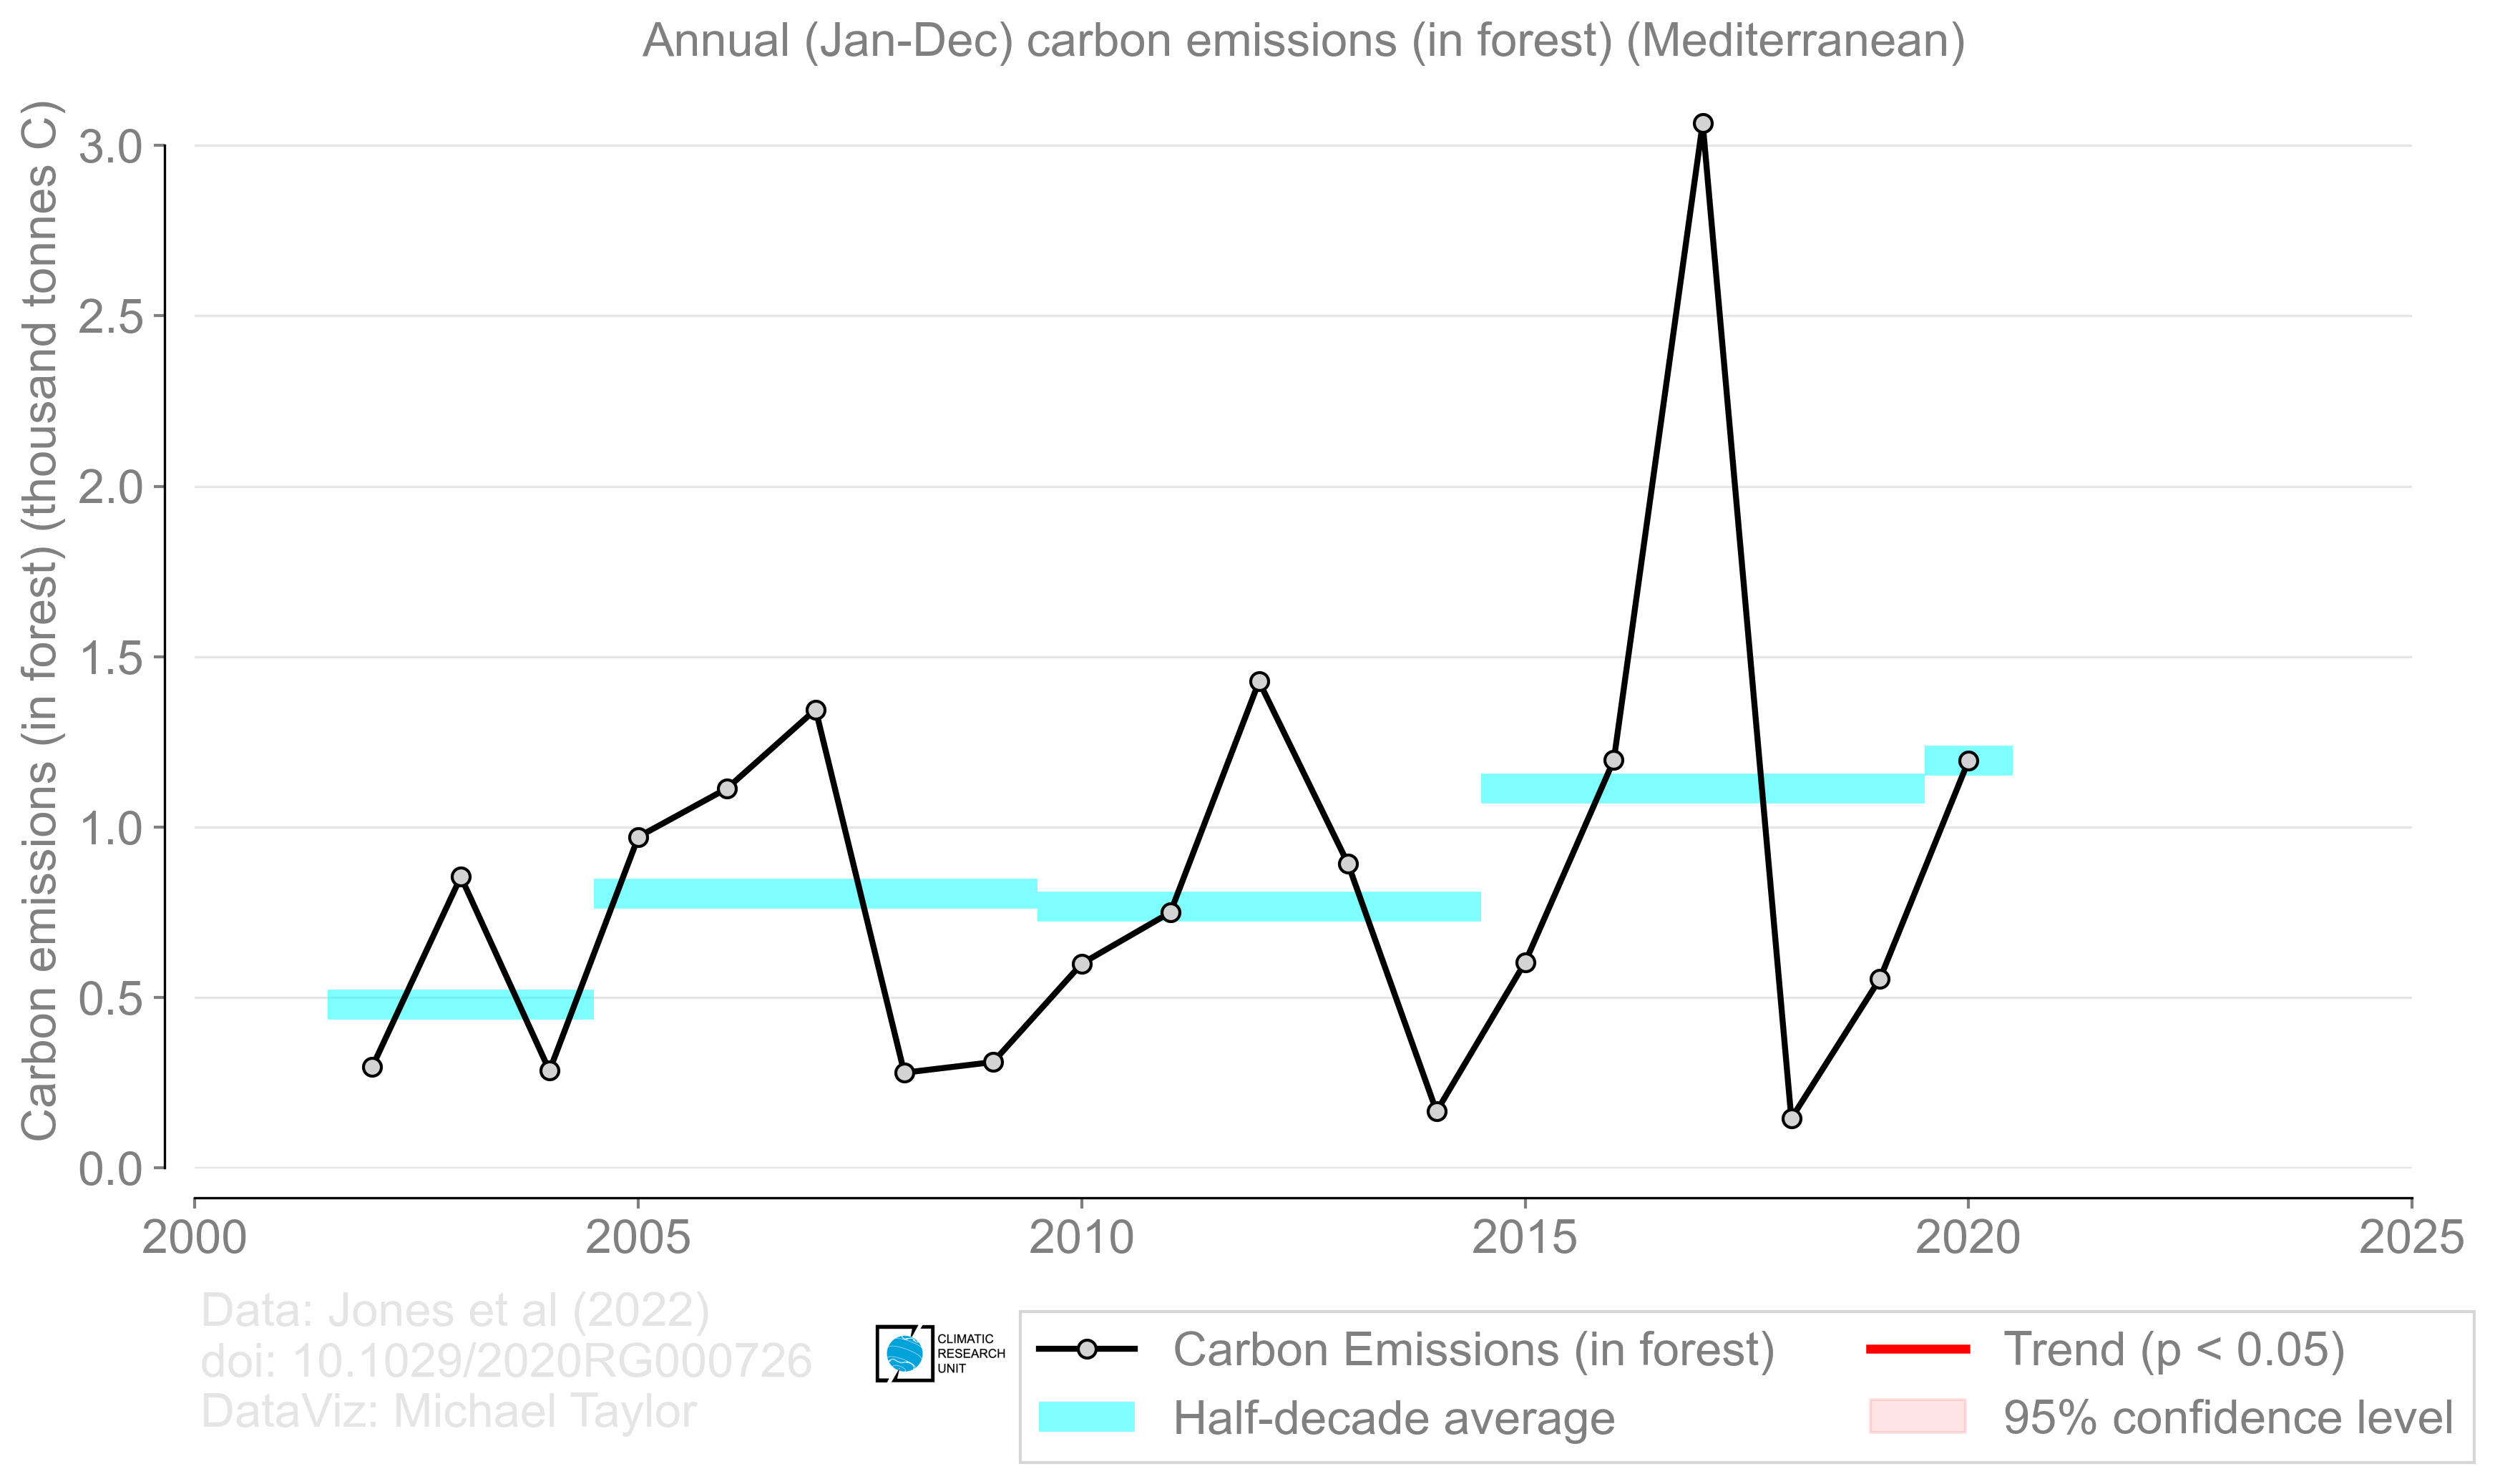 Annual (Jan-Dec) carbon emissions (in forest) (Mediterranean)
Carbon emissions (in forest) (thousand tonnes C)
3.0
2.5
2.0
1.5
1.0
0.5
0.0
2000 2005 2010 2015 2020 2025
Data: Jones et al (2022)
doi: 10.1029/2020RG000726
DataViz: Michael Taylor
CLIMATIC
RESEARCH
UNIT
Carbon Emissions (in forest)
Half-decade average
Trend (p < 0.05)
95% confidence level